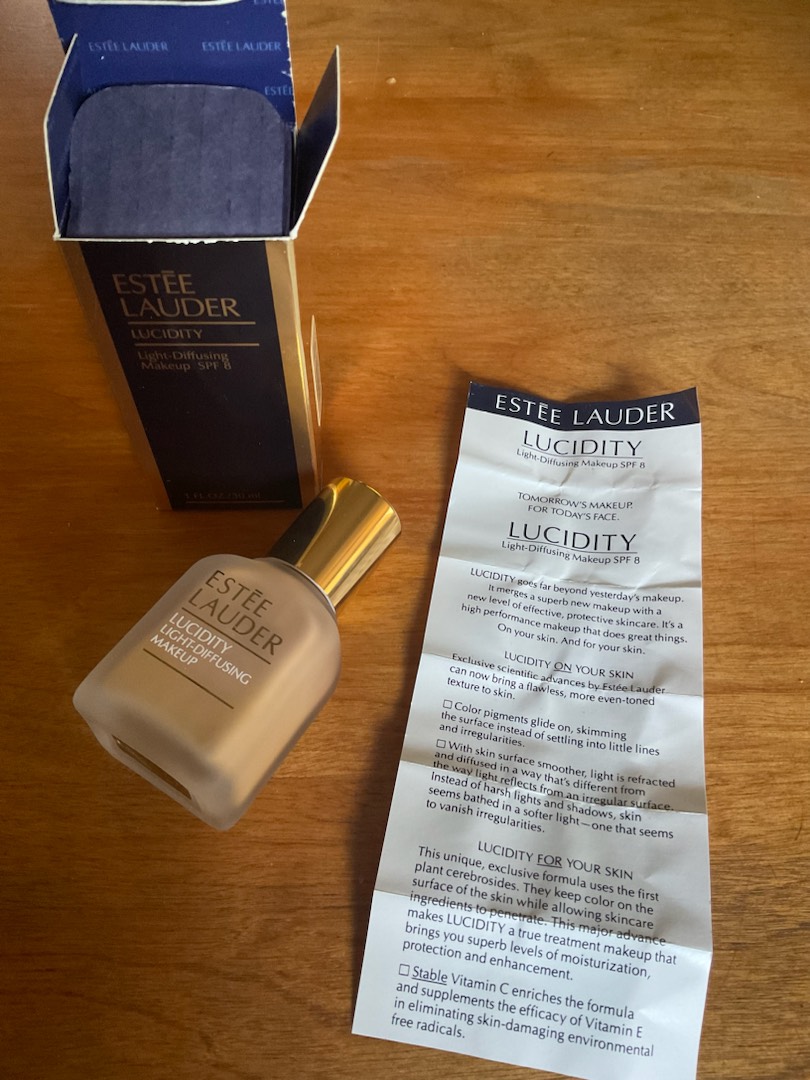 ESTĒE LAUDER
ESTĒE LAUDER
ESTĒE LAUDER
ESTĒE
LAUDER
LUCIDITY
Light-Diffusing
Makeup SPF 8
1 FL.OZ./30 ml
ESTĒE
LAUDER
LUCIDITY
LIGHT-DIFFUSING
MAKEUP
ESTĒE LAUDER
LUCIDITY
Light-Diffusing Makeup SPF 8
TOMORROW'S MAKEUP.
FOR TODAY'S FACE.
LUCIDITY
Light-Diffusing Makeup SPF 8
LUCIDITY goes far beyond yesterday's makeup.
It merges a superb new makeup with a
new level of effective, protective skincare. It's a
high performance makeup that does great things.
On your skin. And for your skin.
LUCIDITY ON YOUR SKIN
Exclusive scientific advances by Estée Lauder
can now bring a flawless, more even-toned
texture to skin.
☐ Color pigments glide on, skimming
the surface instead of settling into little lines
and irregularities.
☐ With skin surface smoother, light is refracted
and diffused in a way that's different from
the way light reflects from an irregular surface.
Instead of harsh lights and shadows, skin
seems bathed in a softer light—one that seems
to vanish irregularities.
LUCIDITY FOR YOUR SKIN
This unique, exclusive formula uses the first
plant cerebrosides. They keep color on the
surface of the skin while allowing skincare
ingredients to penetrate. This major advance
makes LUCIDITY a true treatment makeup that
brings you superb levels of moisturization,
protection and enhancement.
☐ Stable Vitamin C enriches the formula
and supplements the efficacy of Vitamin E
in eliminating skin-damaging environmental
free radicals.